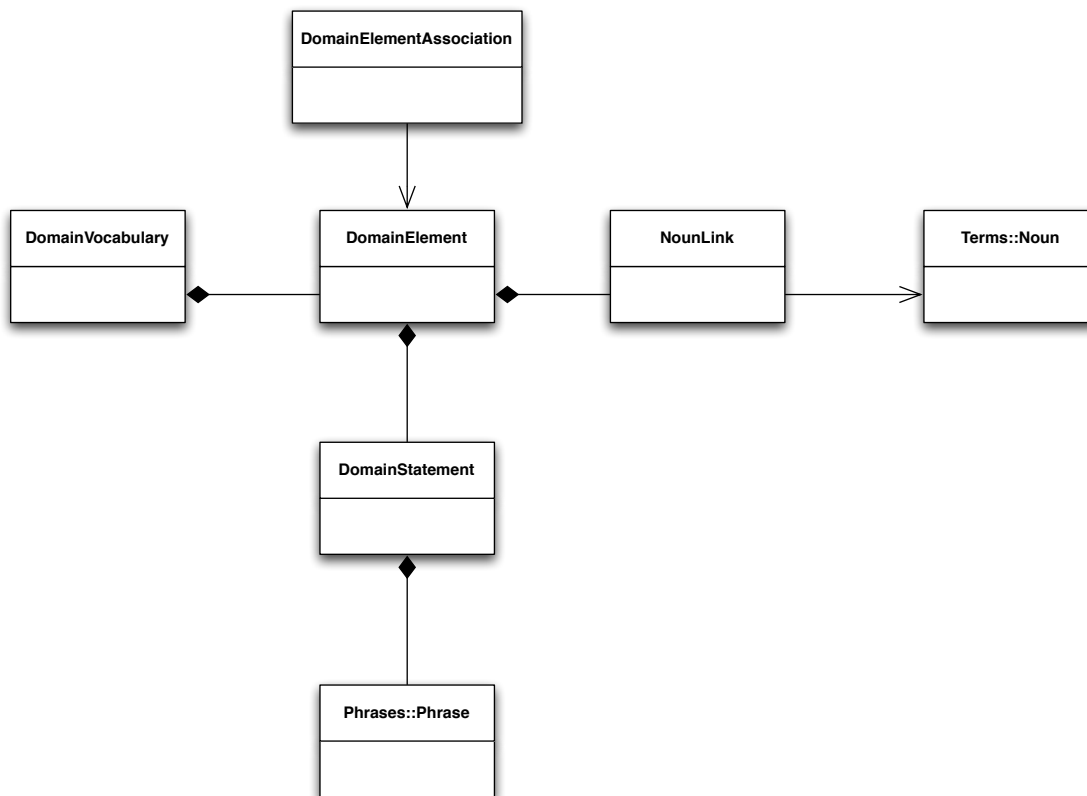 DomainElementAssociation
DomainVocabulary
DomainElement
NounLink
Terms::Noun
DomainStatement
Phrases::Phrase